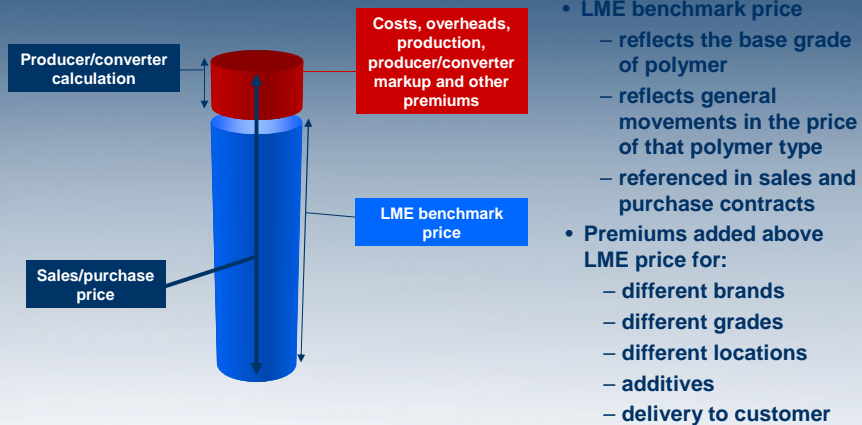 Producer/converter
calculation
Costs, overheads,
production,
producer/converter
markup and other
premiums
LME benchmark
price
Sales/purchase
price
• LME benchmark price
– reflects the base grade
of polymer
– reflects general
movements in the price
of that polymer type
– referenced in sales and
purchase contracts
• Premiums added above
LME price for:
– different brands
– different grades
– different locations
– additives
– delivery to customer